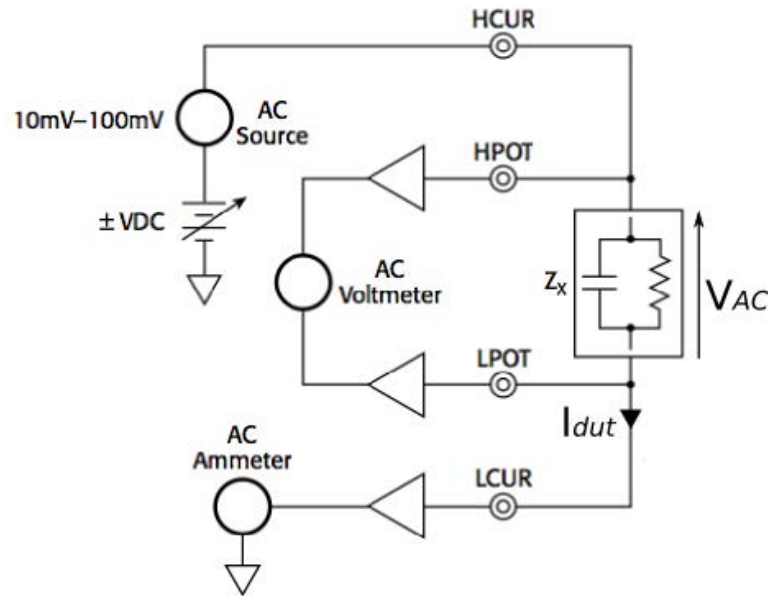 HCUR
10mV–100mV
AC
Source
HPOT
± VDC
AC
Voltmeter
Zx
VAC
LPOT
Idut
AC
Ammeter
LCUR